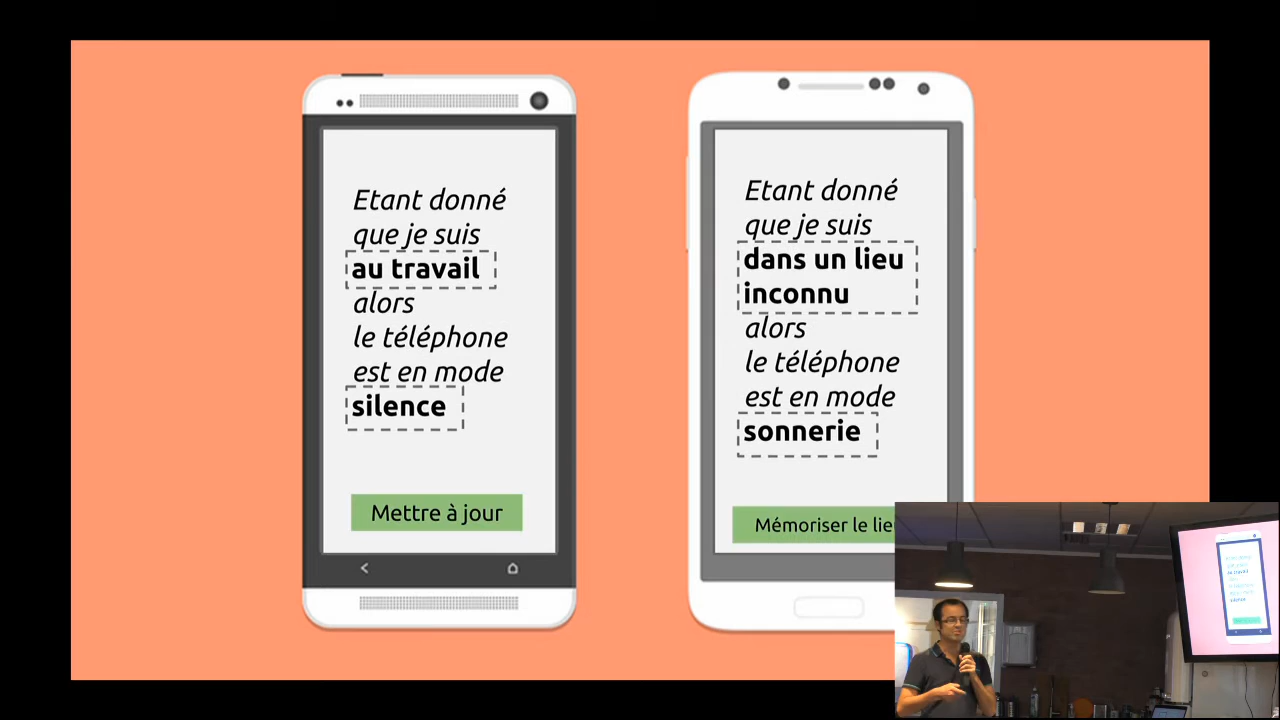 Etant donné
que je suis
au travail
alors
le téléphone
est en mode
silence
Mettre à jour
Etant donné
que je suis
dans un lieu
inconnu
alors
le téléphone
est en mode
sonnerie
Mémoriser le